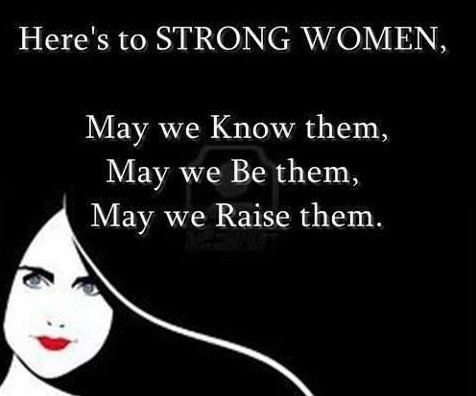 Here's to STRONG WOMEN,
May we Know them,
May we Be them,
May we Raise them.